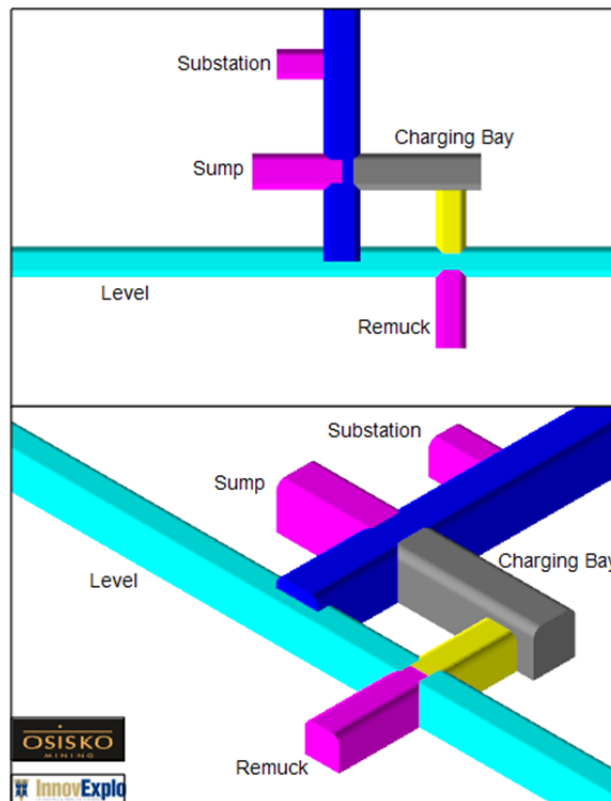 Substation
Charging Bay
Sump
Level
Remuck
Substation
Sump
Charging Bay
Level
OSISKO
MINING
Remuck
InnovExplo